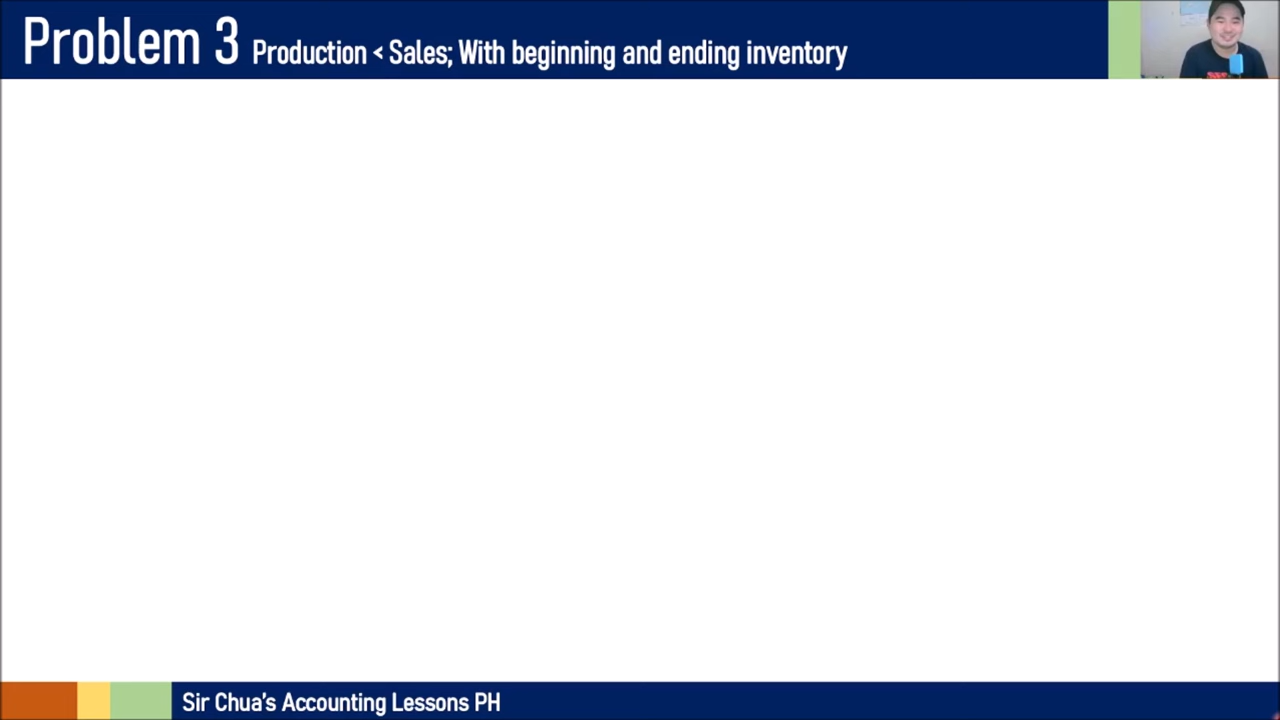 Problem 3 Production < Sales; With beginning and ending inventory
Sir Chua's Accounting Lessons PH